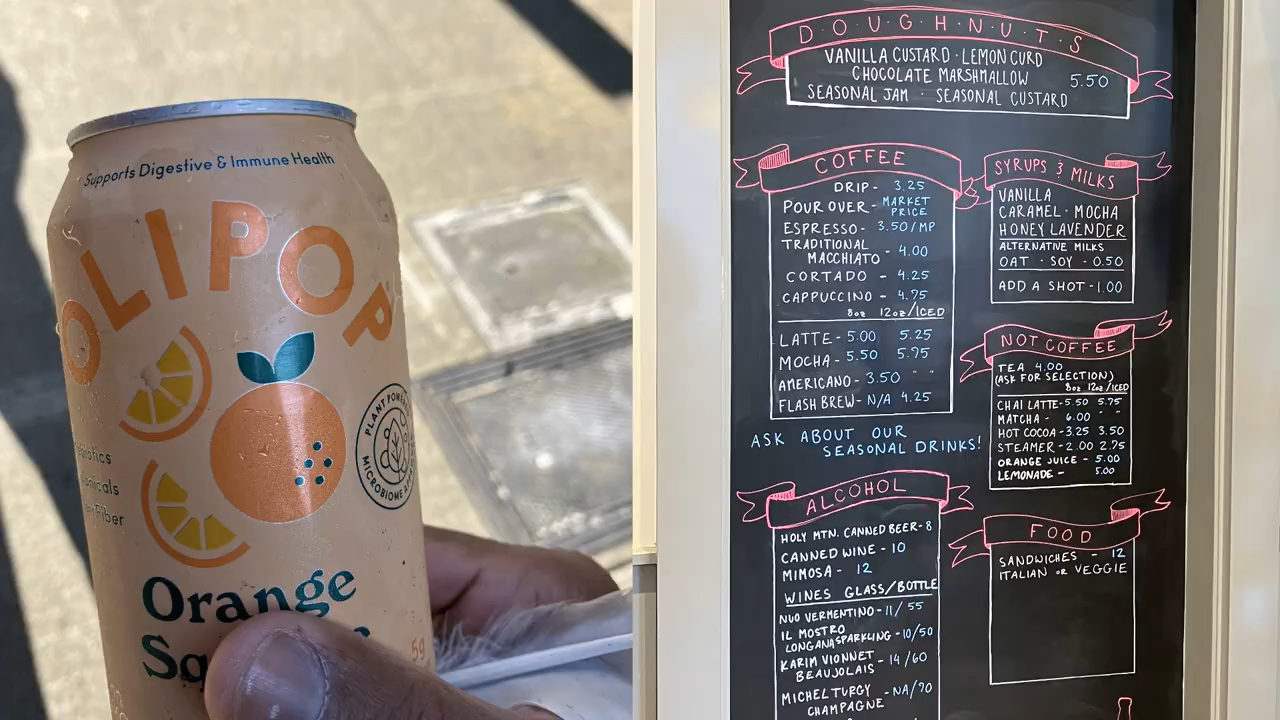 Supports Digestive & Immune Health
OLIPOP
PLANT POWERED
MICROBIOME
Orange
5g
D·O·U·G·H·N·U·T·S
VANILLA CUSTARD · LEMON CURD
CHOCOLATE MARSHMALLOW 5.50
SEASONAL JAM · SEASONAL CUSTARD
COFFEE
DRIP - 3.25
POUR OVER - MARKET PRICE
ESPRESSO - 3.50/MP
TRADITIONAL
MACCHIATO - 4.00
CORTADO - 4.25
CAPPUCCINO - 4.75
8oz 12oz/ICED
LATTE - 5.00 5.25
MOCHA - 5.50 5.75
AMERICANO - 3.50 " "
FLASH BREW - N/A 4.25
ASK ABOUT OUR
SEASONAL DRINKS!
SYRUPS & MILKS
VANILLA
CARAMEL · MOCHA
HONEY LAVENDER
ALTERNATIVE MILKS
OAT · SOY - 0.50
ADD A SHOT - 1.00
NOT COFFEE
TEA 4.00
(ASK FOR SELECTION)
8oz 12oz/ICED
CHAI LATTE - 5.50 5.75
MATCHA - 6.00 " "
HOT COCOA - 3.25 3.50
STEAMER - 2.00 2.75
ORANGE JUICE - 5.00
LEMONADE - 5.00
ALCOHOL
HOLY MTN. CANNED BEER - 8
CANNED WINE - 10
MIMOSA - 12
WINES GLASS/BOTTLE
NUO VERMENTINO - 11/55
IL MOSTRO
LONGANA SPARKLING - 10/50
KARIM VIONNET
BEAUJOLAIS - 14/60
MICHEL TURGY
CHAMPAGNE - NA/70
FOOD
SANDWICHES - 12
ITALIAN OR VEGGIE